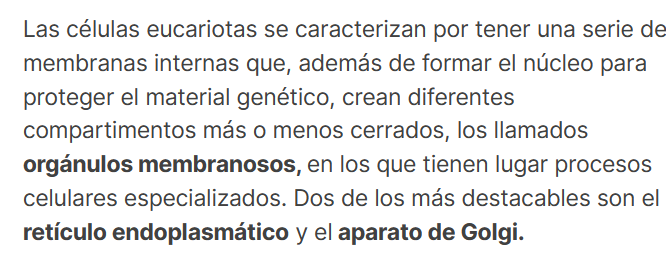 Las células eucariotas se caracterizan por tener una serie de
membranas internas que, además de formar el núcleo para
proteger el material genético, crean diferentes
compartimentos más o menos cerrados, los llamados
orgánulos membranosos, en los que tienen lugar procesos
celulares especializados. Dos de los más destacables son el
retículo endoplasmático y el aparato de Golgi.